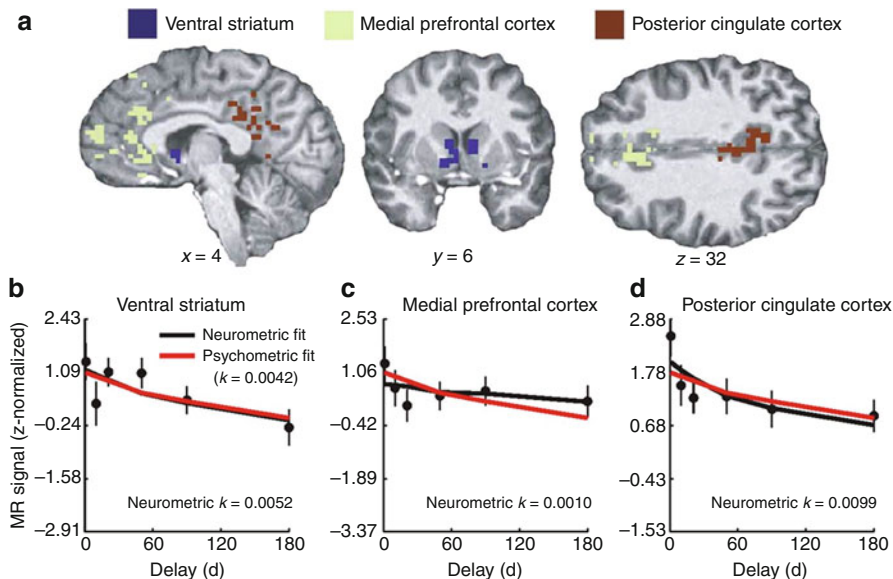 a
Ventral striatum
Medial prefrontal cortex
Posterior cingulate cortex
x = 4
y = 6
z = 32
b
Ventral striatum
MR signal (z-normalized)
2.43
1.09
−0.24
−1.58
−2.91
Neurometric fit
Psychometric fit
(k = 0.0042)
Neurometric k = 0.0052
0
60
120
180
Delay (d)
c
Medial prefrontal cortex
2.53
1.06
−0.42
−1.89
−3.37
Neurometric k = 0.0010
0
60
120
180
Delay (d)
d
Posterior cingulate cortex
2.88
1.78
0.68
−0.43
−1.53
Neurometric k = 0.0099
0
60
120
180
Delay (d)